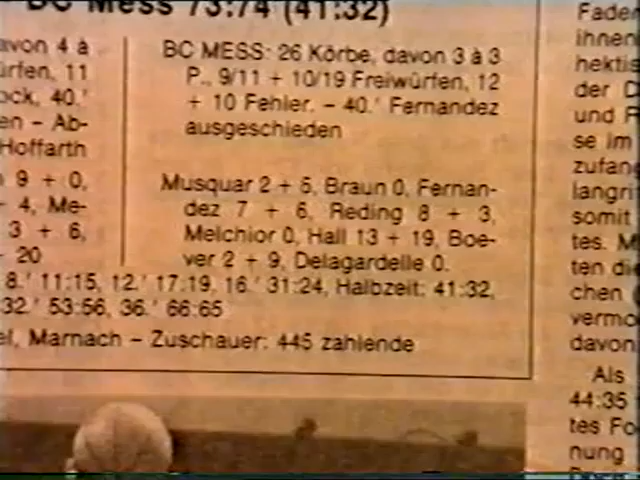 BC Mess 73:74 (41:32)
avon 4 à
ürfen, 11
ock, 40.'
en – Ab-
Hoffarth
9 + 0,
4, Me-
3 + 6,
20
BC MESS: 26 Körbe, davon 3 à 3
P., 9/11 + 10/19 Freiwürfen, 12
+ 10 Fehler. – 40.' Fernandez
ausgeschieden
Musquar 2 + 5, Braun 0, Fernan-
dez 7 + 6, Reding 8 + 3,
Melchior 0, Hall 13 + 19, Boe-
ver 2 + 9, Delagardelle 0.
8.' 11:15, 12.' 17:19, 16.' 31:24, Halbzeit: 41:32,
32.' 53:56, 36.' 66:65
el, Marnach – Zuschauer: 445 zahlende
Faden
ihnen
hektis
der D
und F
se im
zufan
langri
somit
tes. M
ten di
chen
vermo
davon
Als
44:35
tes Fo
nung